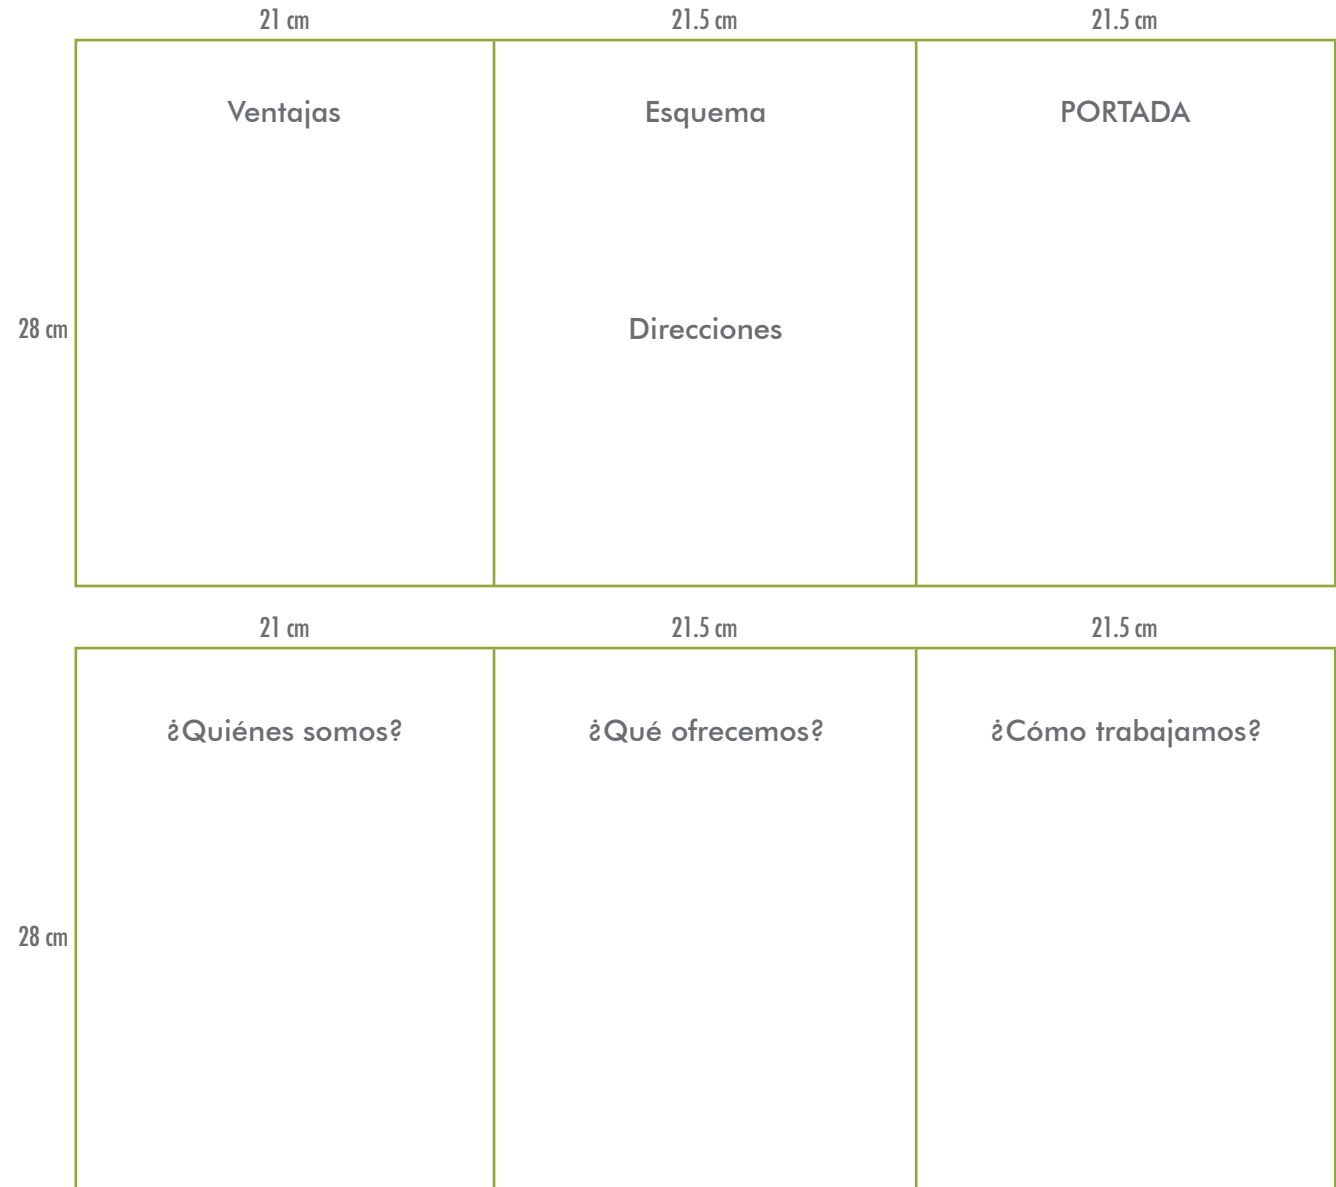 21 cm 21.5 cm 21.5 cm
Ventajas Esquema PORTADA
28 cm Direcciones
21 cm 21.5 cm 21.5 cm
¿Quiénes somos? ¿Qué ofrecemos? ¿Cómo trabajamos?
28 cm